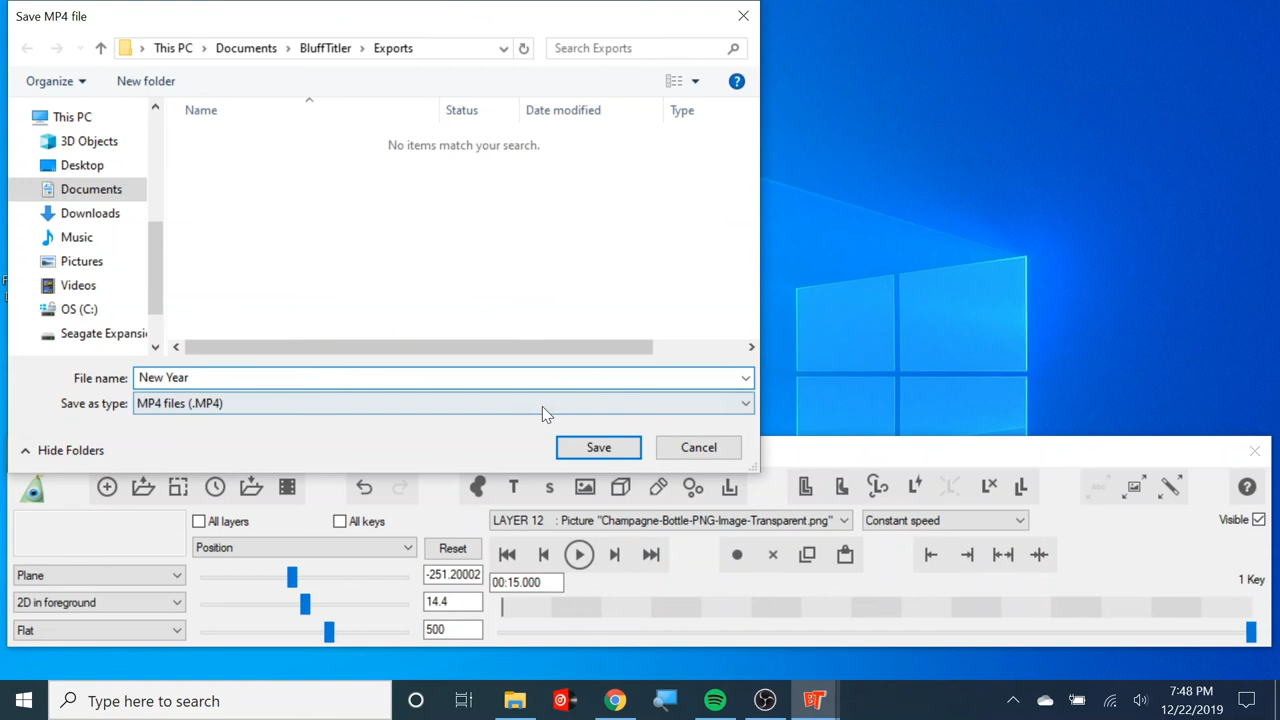 Save MP4 file
This PC > Documents > BluffTitler > Exports
Search Exports
Organize
New folder
Name
Status
Date modified
Type
No items match your search.
This PC
3D Objects
Desktop
Documents
Downloads
Music
Pictures
Videos
OS (C:)
Seagate Expansi
File name: New Year
Save as type: MP4 files (.MP4)
Hide Folders
Save
Cancel
All layers
All keys
LAYER 12 : Picture "Champagne-Bottle-PNG-Image-Transparent.png"
Constant speed
Visible
Position
Reset
Plane
-251.20002
00:15.000
1 Key
2D in foreground
14.4
Flat
500
Type here to search
7:48 PM
12/22/2019